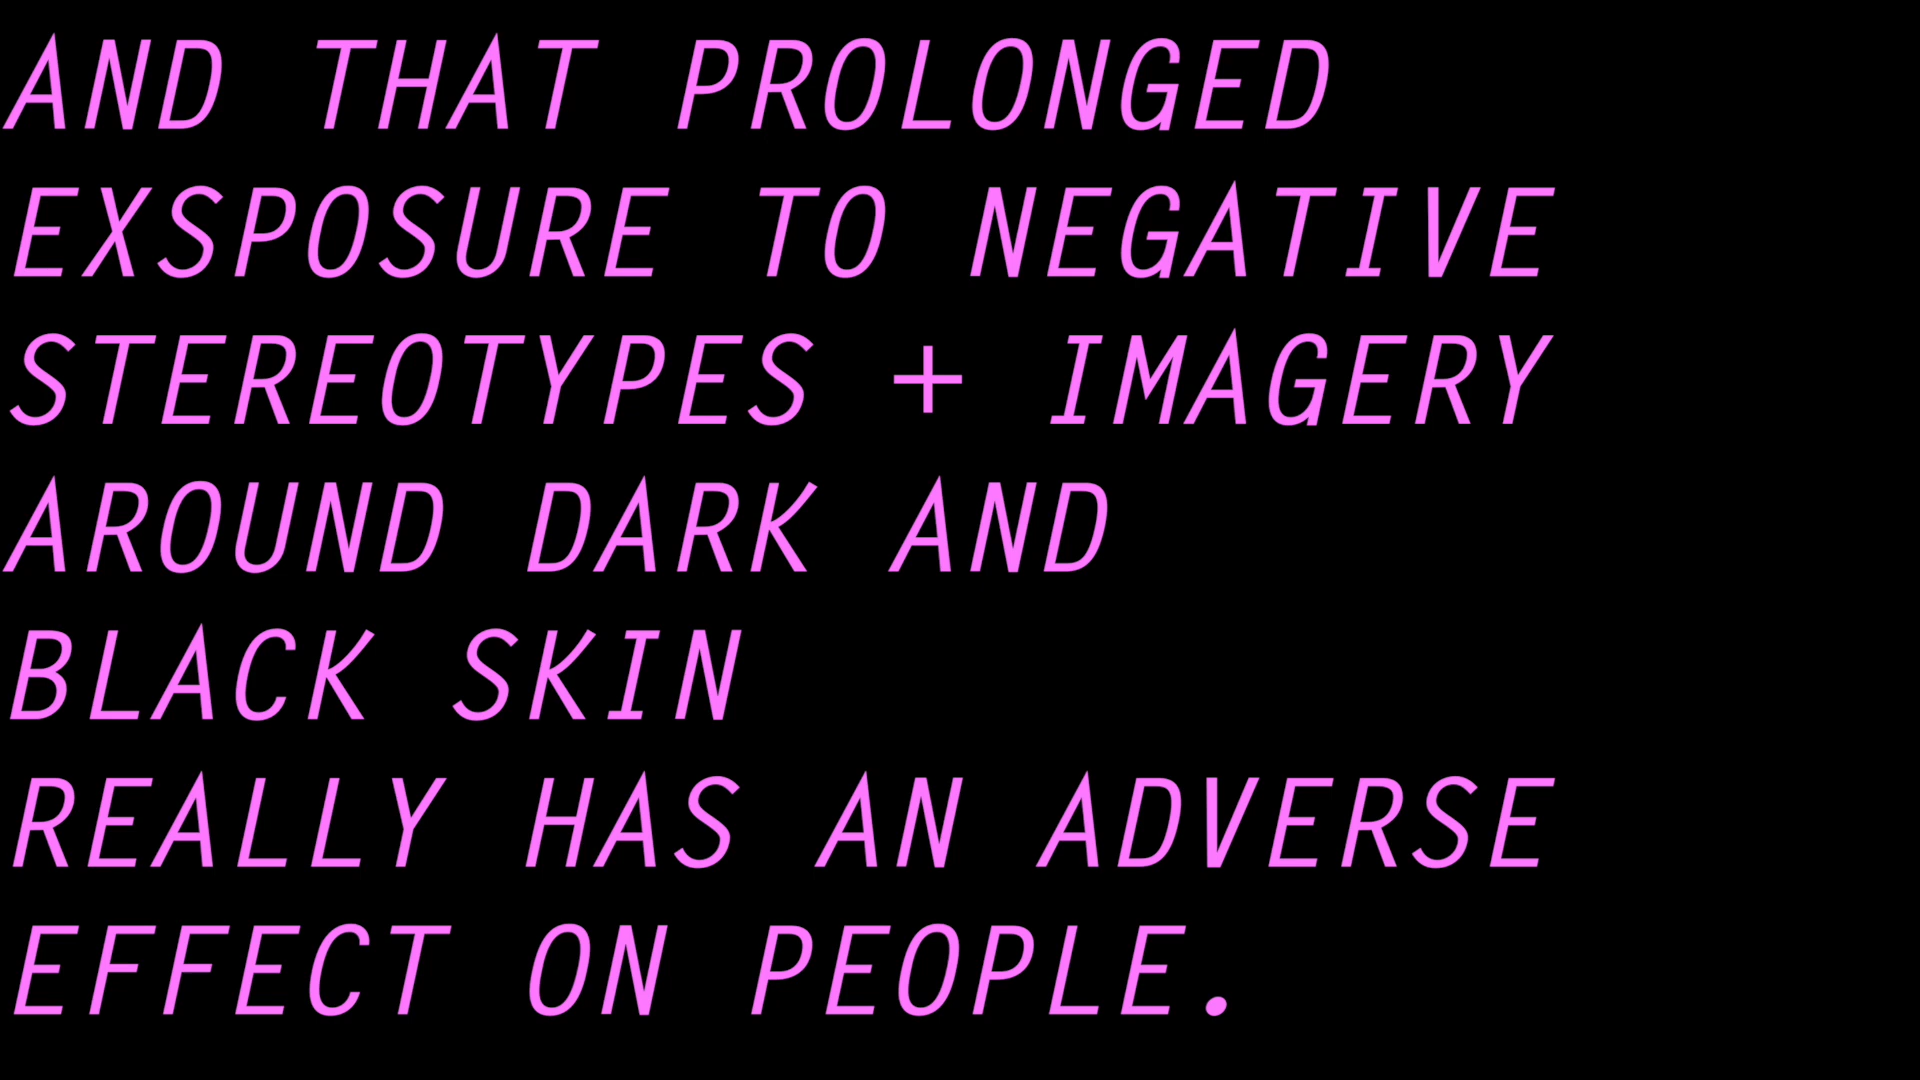 AND THAT PROLONGED
EXSPOSURE TO NEGATIVE
STEREOTYPES + IMAGERY
AROUND DARK AND
BLACK SKIN
REALLY HAS AN ADVERSE
EFFECT ON PEOPLE.